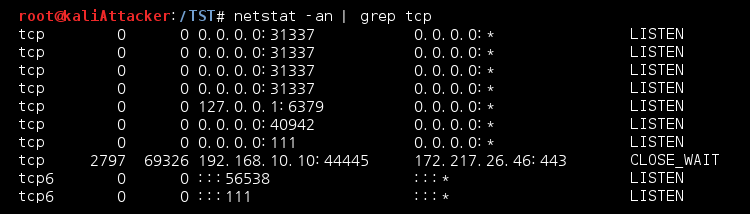 root@kaliAttacker:/TST# netstat -an | grep tcp
tcp 0 0 0.0.0.0:31337 0.0.0.0:* LISTEN
tcp 0 0 0.0.0.0:31337 0.0.0.0:* LISTEN
tcp 0 0 0.0.0.0:31337 0.0.0.0:* LISTEN
tcp 0 0 0.0.0.0:31337 0.0.0.0:* LISTEN
tcp 0 0 127.0.0.1:6379 0.0.0.0:* LISTEN
tcp 0 0 0.0.0.0:40942 0.0.0.0:* LISTEN
tcp 0 0 0.0.0.0:111 0.0.0.0:* LISTEN
tcp 2797 69326 192.168.10.10:44445 172.217.26.46:443 CLOSE_WAIT
tcp6 0 0 :::56538 :::* LISTEN
tcp6 0 0 :::111 :::* LISTEN